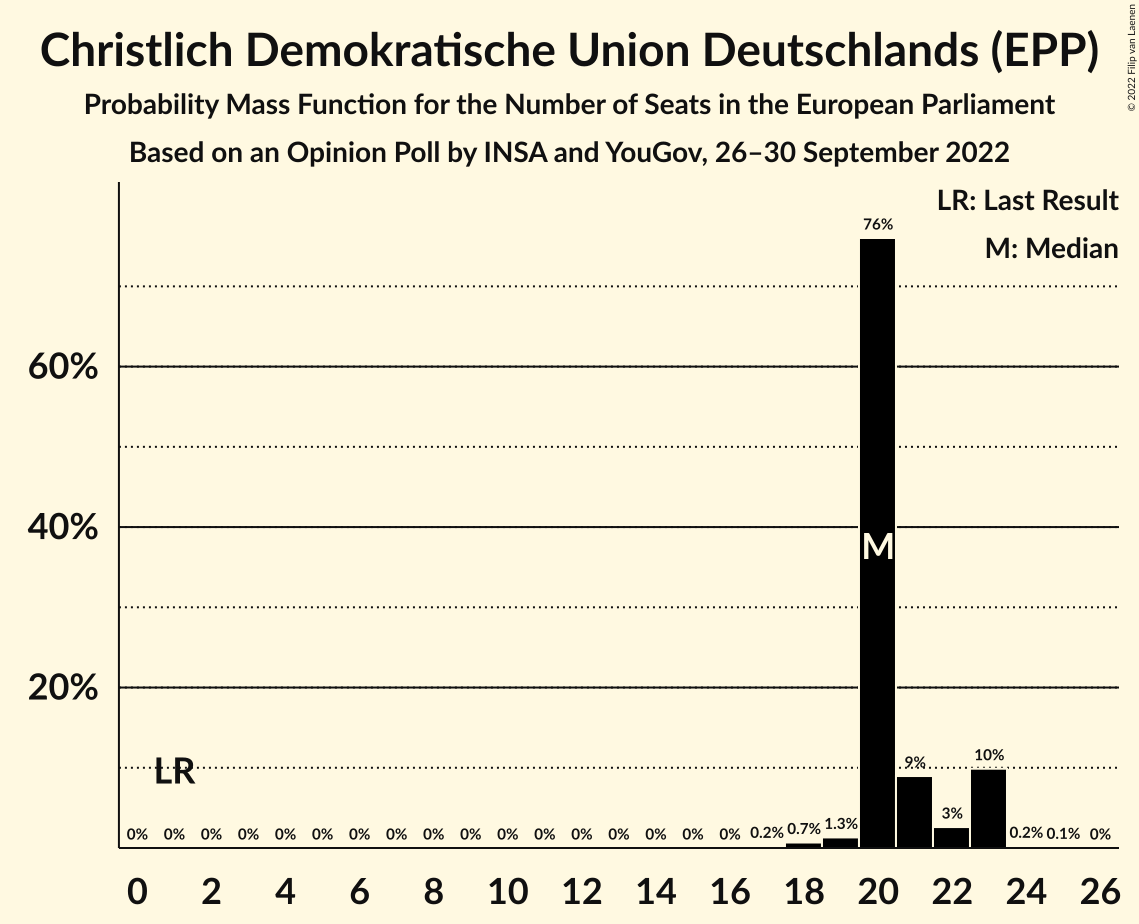 Christlich Demokratische Union Deutschlands (EPP)
Probability Mass Function for the Number of Seats in the European Parliament
Based on an Opinion Poll by INSA and YouGov, 26–30 September 2022
© 2022 Filip van Laenen
LR: Last Result
M: Median
76%
60%
40%
M
20%
LR
9%
10%
0% 0% 0% 0% 0% 0% 0% 0% 0% 0% 0% 0% 0% 0% 0% 0% 0% 0.2% 0.7% 1.3% 3% 0.2% 0.1% 0%
0 2 4 6 8 10 12 14 16 18 20 22 24 26